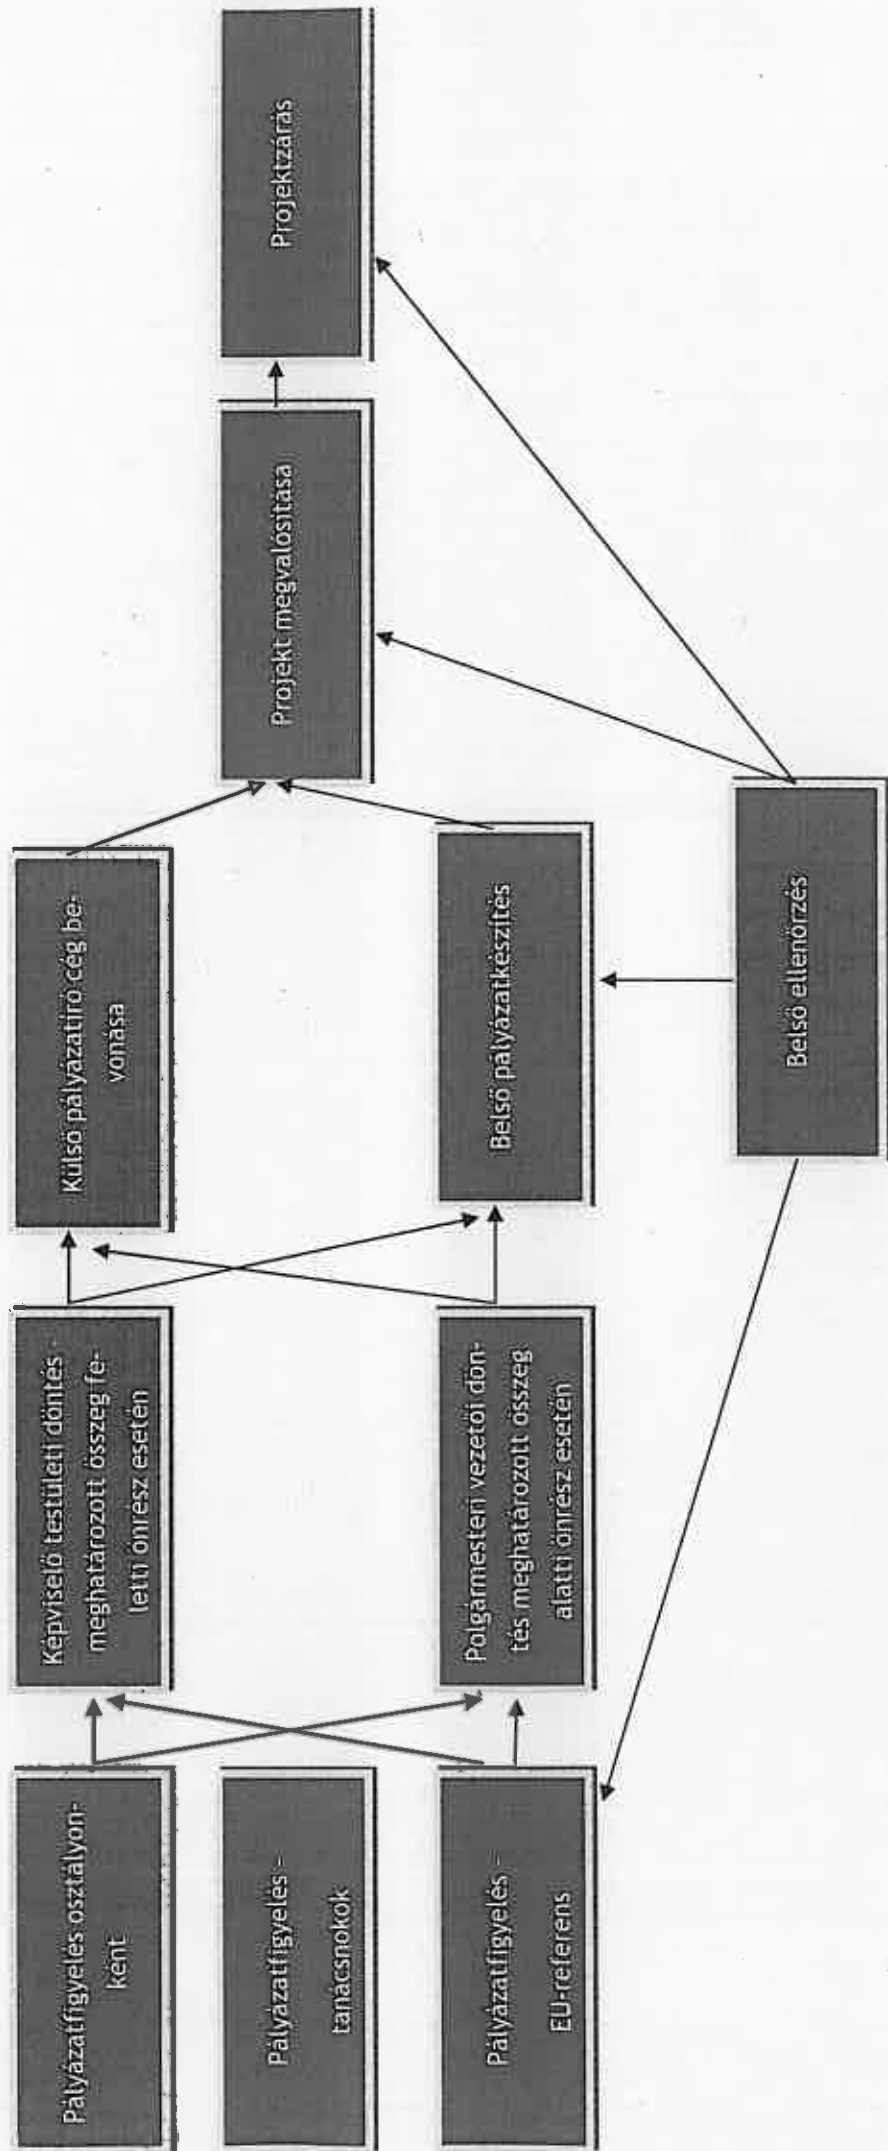 Pályázatfigyelés osztályon-
ként
Pályázatfigyelés –
tanácsnokok
Pályázatfigyelés –
EU-referens
Képviselő testületi döntés -
meghatározott összeg fe-
letti önrész esetén
Polgármesteri vezetői dön-
tés meghatározott összeg
alatti önrész esetén
Külső pályázatíró cég be-
vonása
Belső pályázatkészítés
Belső ellenőrzés
Projekt megvalósítása
Projektzárás